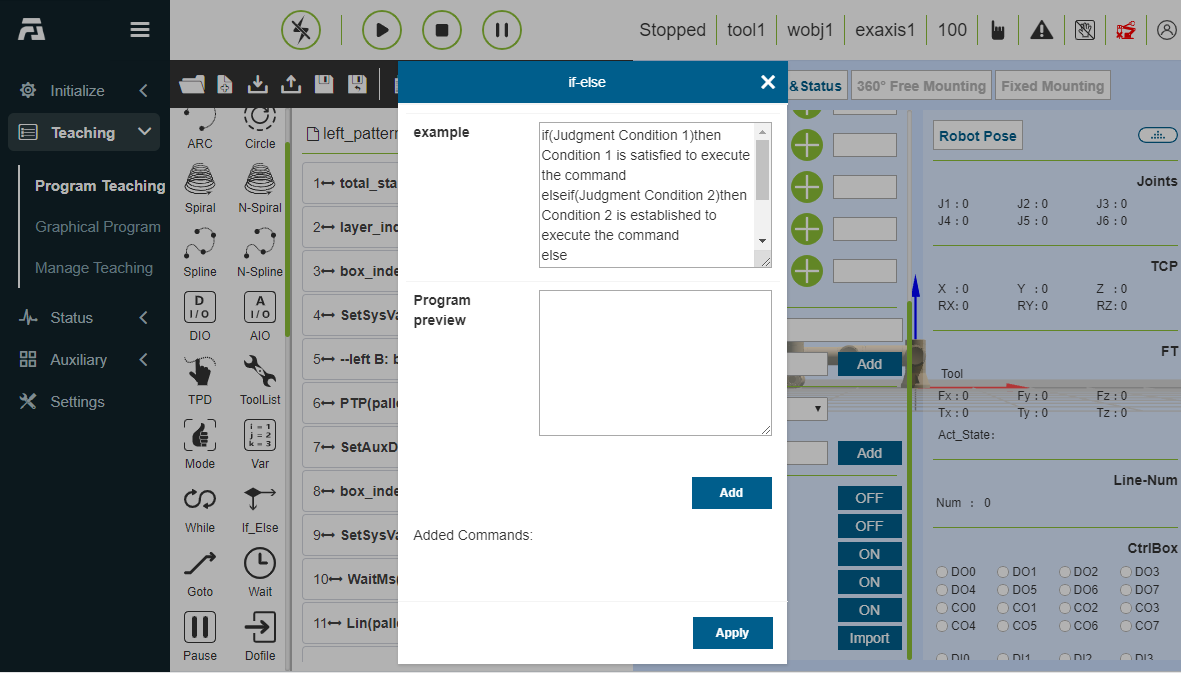 Stopped
tool1
wobj1
exaxis1
100
Initialize
Teaching
Program Teaching
Graphical Program
Manage Teaching
Status
Auxiliary
Settings
ARC
Circle
Spiral
N-Spiral
Spline
N-Spline
D
I/O
A
I/O
DIO
AIO
TPD
ToolList
i = 1
j = 2
k = 3
Mode
Var
While
If_Else
Goto
Wait
Pause
Dofile
left_pattern
1 total_sta
2 layer_ind
3 box_inde
4 SetSysVa
5 --left B: b
6 PTP(palle
7 SetAuxD
8 box_inde
9 SetSysVa
10 WaitMs(
11 Lin(palle
if-else
example
if(Judgment Condition 1)then
Condition 1 is satisfied to execute
the command
elseif(Judgment Condition 2)then
Condition 2 is established to
execute the command
else
Program
preview
Add
Added Commands:
Apply
& Status
360° Free Mounting
Fixed Mounting
Add
Add
OFF
OFF
ON
ON
ON
Import
Robot Pose
Joints
J1 : 0 J2 : 0 J3 : 0
J4 : 0 J5 : 0 J6 : 0
TCP
X : 0 Y : 0 Z : 0
RX: 0 RY: 0 RZ: 0
FT
Tool
Fx : 0 Fy : 0 Fz : 0
Tx : 0 Ty : 0 Tz : 0
Act_State:
Line-Num
Num : 0
CtrlBox
DO0 DO1 DO2 DO3
DO4 DO5 DO6 DO7
CO0 CO1 CO2 CO3
CO4 CO5 CO6 CO7
DI0 DI1 DI2 DI3